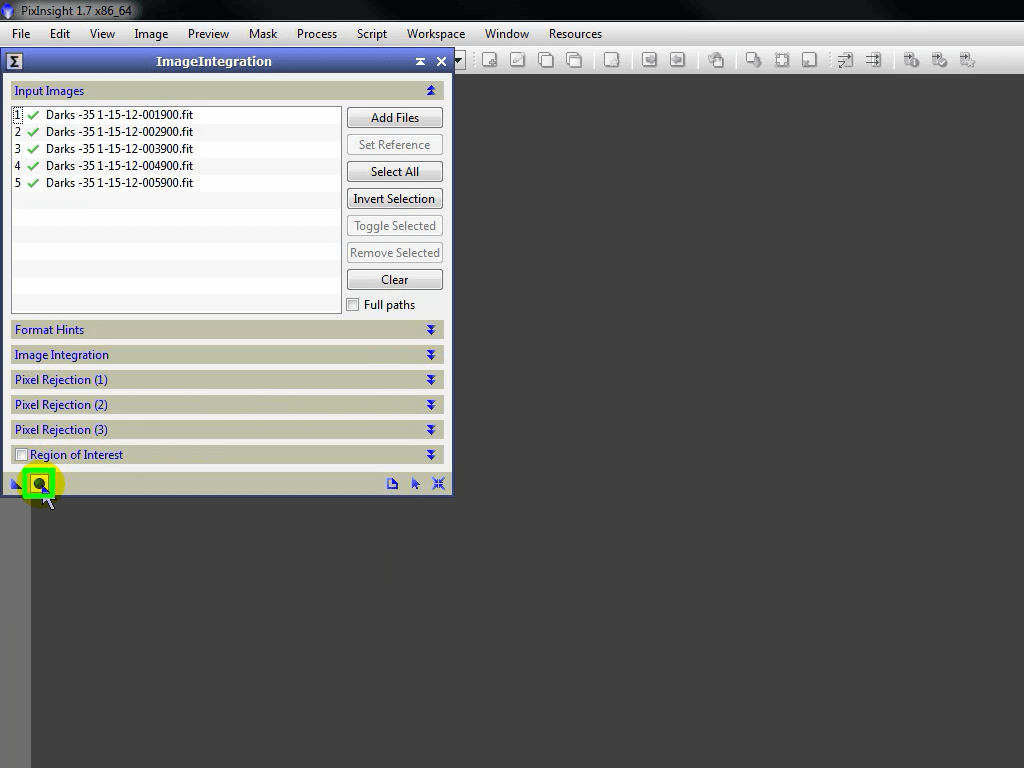 PixInsight 1.7 x86_64
File Edit View Image Preview Mask Process Script Workspace Window Resources
Σ ImageIntegration
Input Images
1 Darks -35 1-15-12-001900.fit
2 Darks -35 1-15-12-002900.fit
3 Darks -35 1-15-12-003900.fit
4 Darks -35 1-15-12-004900.fit
5 Darks -35 1-15-12-005900.fit
Add Files
Set Reference
Select All
Invert Selection
Toggle Selected
Remove Selected
Clear
Full paths
Format Hints
Image Integration
Pixel Rejection (1)
Pixel Rejection (2)
Pixel Rejection (3)
Region of Interest